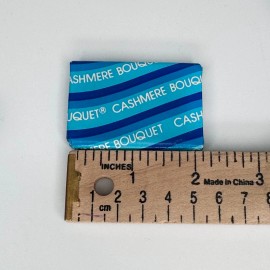 CASHMERE BOUQUET
BOUQUET® CASHMERE BOUQUET
MERE BOUQUET CASH
INCHES 1 2 Made in China 3
1 2 3 4 5 6 7 8
cm